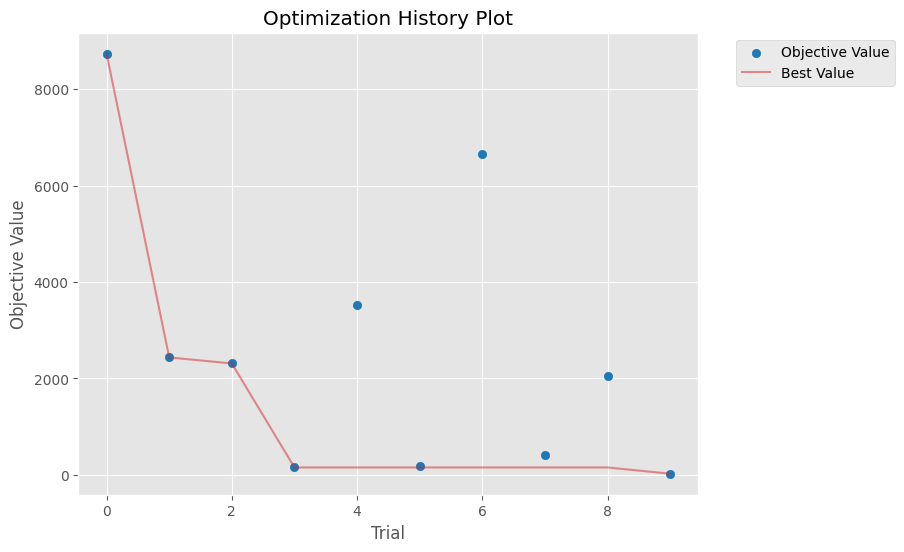 Optimization History Plot
Objective Value
Best Value
8000
6000
4000
2000
0
Objective Value
0
2
4
6
8
Trial